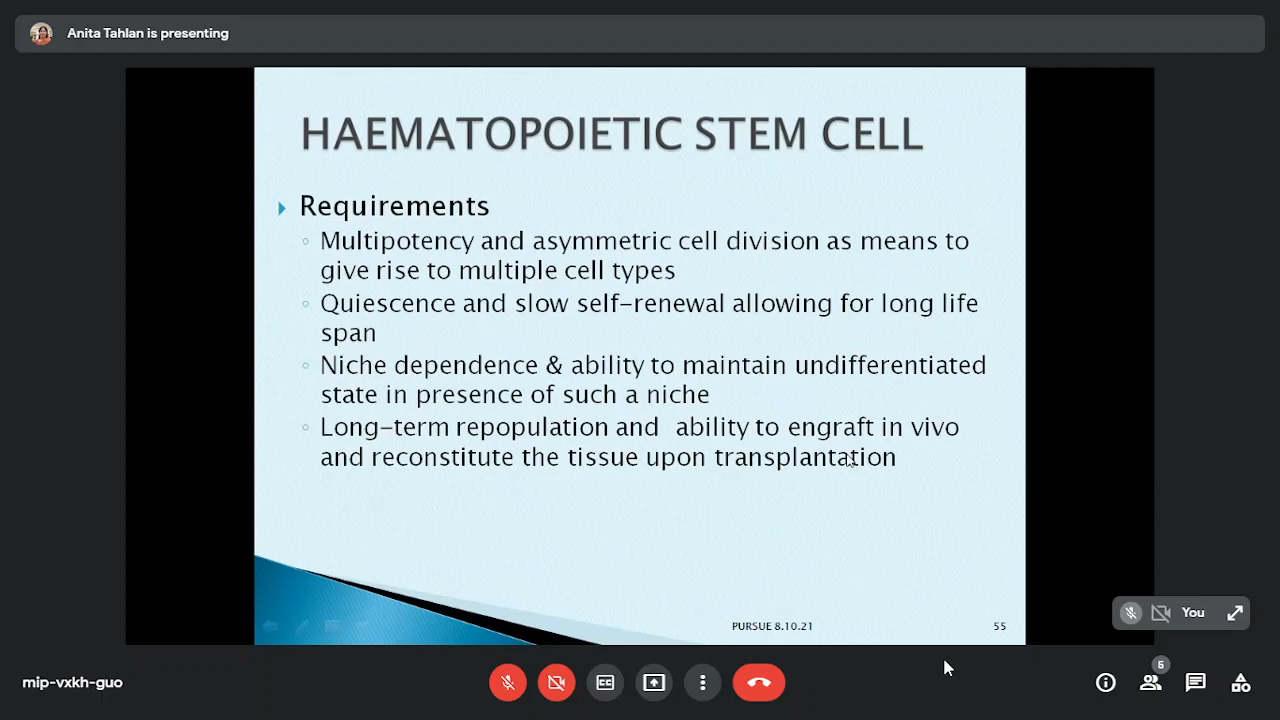 Anita Tahlan is presenting
HAEMATOPOIETIC STEM CELL
Requirements
Multipotency and asymmetric cell division as means to
give rise to multiple cell types
Quiescence and slow self-renewal allowing for long life
span
Niche dependence & ability to maintain undifferentiated
state in presence of such a niche
Long-term repopulation and ability to engraft in vivo
and reconstitute the tissue upon transplantation
PURSUE 8.10.21
55
You
mip-vxkh-guo
CC
5